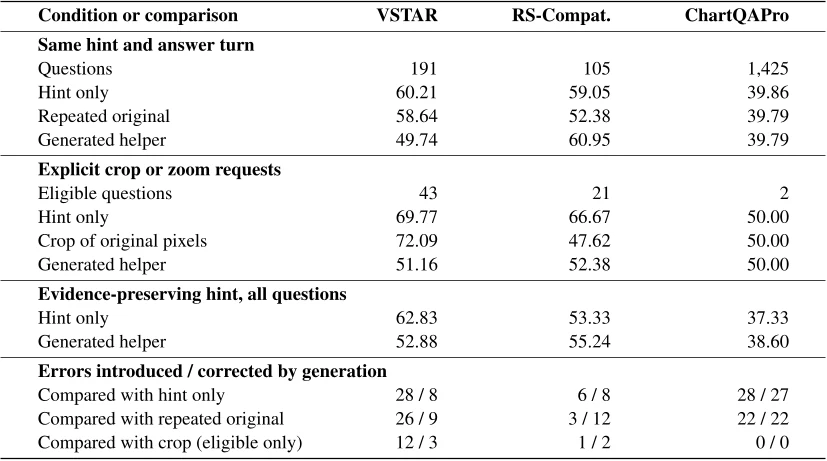 Condition or comparison VSTAR RS-Compat. ChartQAPro
Same hint and answer turn
Questions 191 105 1,425
Hint only 60.21 59.05 39.86
Repeated original 58.64 52.38 39.79
Generated helper 49.74 60.95 39.79
Explicit crop or zoom requests
Eligible questions 43 21 2
Hint only 69.77 66.67 50.00
Crop of original pixels 72.09 47.62 50.00
Generated helper 51.16 52.38 50.00
Evidence-preserving hint, all questions
Hint only 62.83 53.33 37.33
Generated helper 52.88 55.24 38.60
Errors introduced / corrected by generation
Compared with hint only 28 / 8 6 / 8 28 / 27
Compared with repeated original 26 / 9 3 / 12 22 / 22
Compared with crop (eligible only) 12 / 3 1 / 2 0 / 0